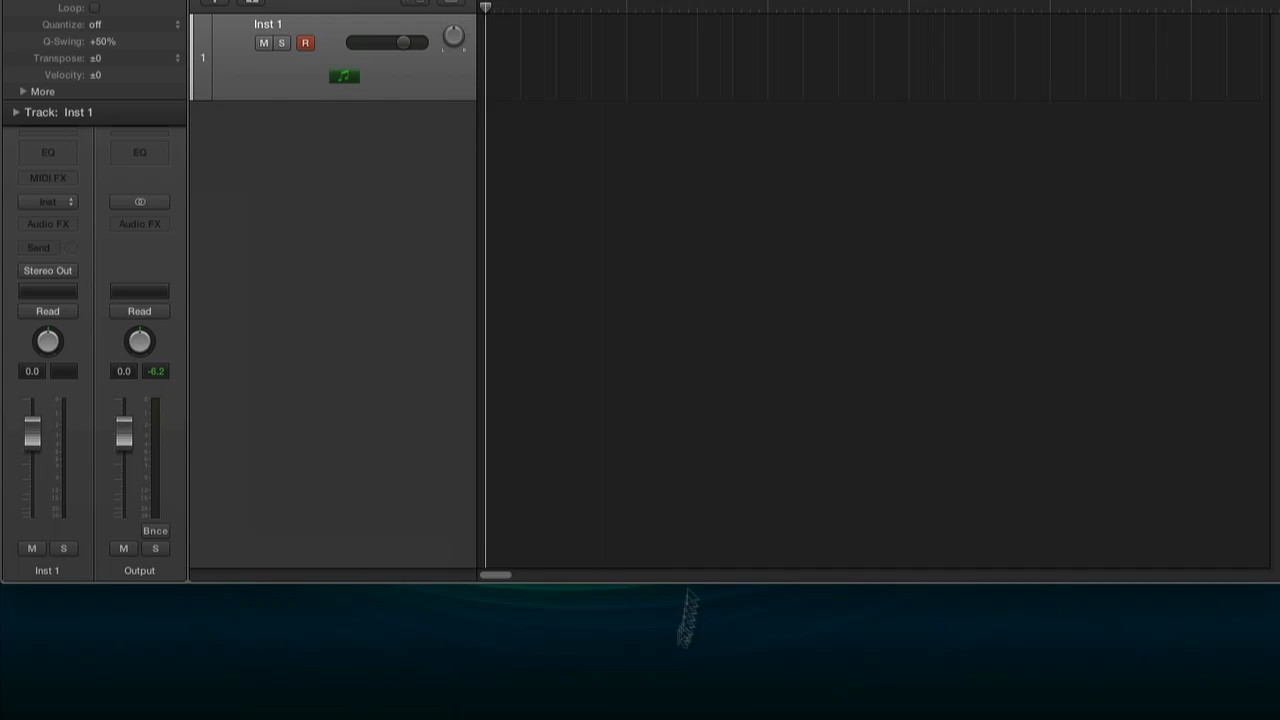 Loop:
Quantize: off
Q-Swing: +50%
Transpose: ±0
Velocity: ±0
More
Track: Inst 1
Inst 1
M S R
1
L R
EQ EQ
MIDI FX
Inst
Audio FX Audio FX
Send
Stereo Out
Read Read
0.0 0.0 -6.2
Bnce
M S M S
Inst 1 Output